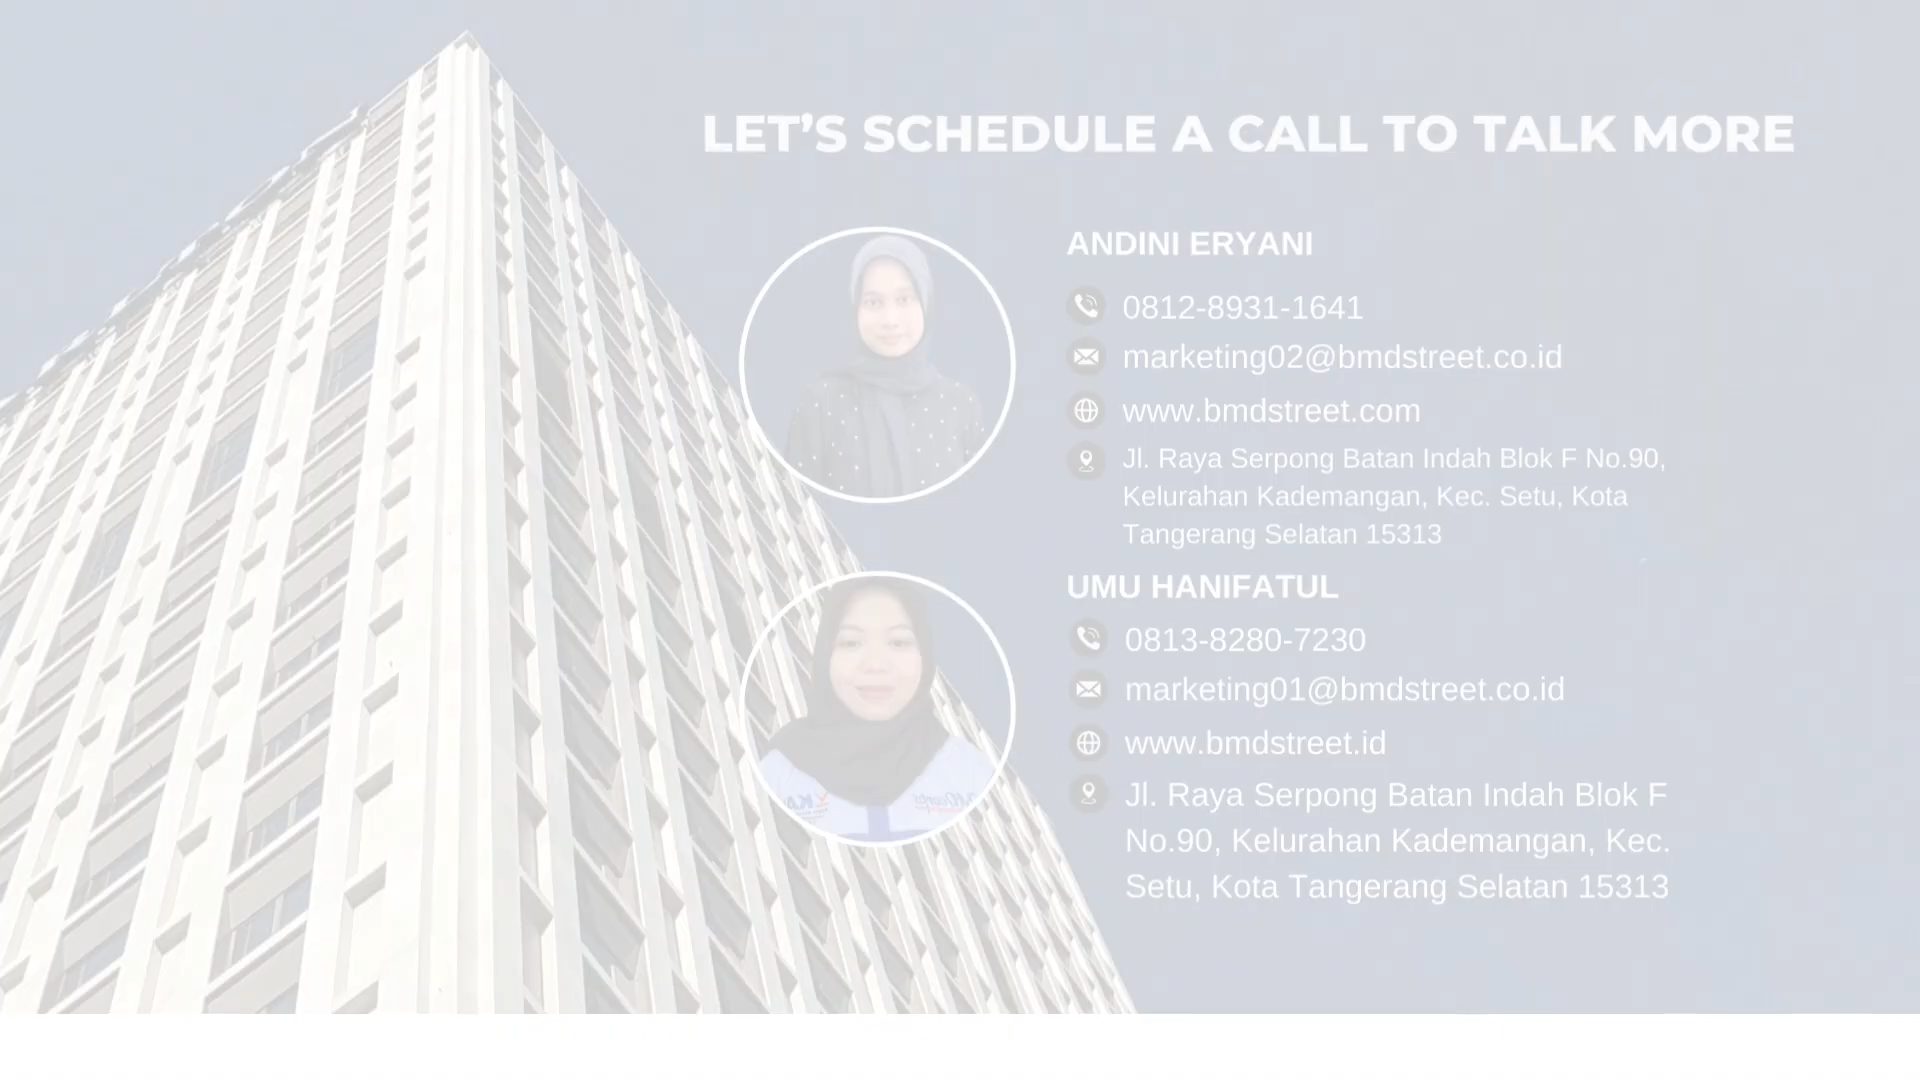 LET'S SCHEDULE A CALL TO TALK MORE
ANDINI ERYANI
0812-8931-1641
marketing02@bmdstreet.co.id
www.bmdstreet.com
Jl. Raya Serpong Batan Indah Blok F No.90,
Kelurahan Kademangan, Kec. Setu, Kota
Tangerang Selatan 15313
UMU HANIFATUL
0813-8280-7230
marketing01@bmdstreet.co.id
www.bmdstreet.id
Jl. Raya Serpong Batan Indah Blok F
No.90, Kelurahan Kademangan, Kec.
Setu, Kota Tangerang Selatan 15313